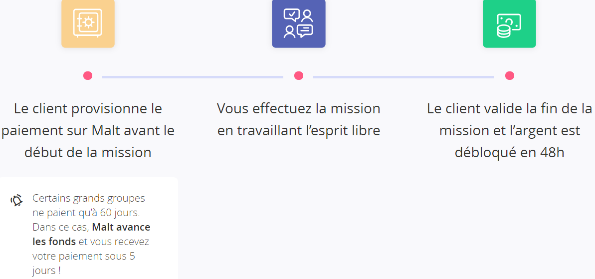 Le client provisionne le
paiement sur Malt avant le
début de la mission
Vous effectuez la mission
en travaillant l’esprit libre
Le client valide la fin de la
mission et l’argent est
débloqué en 48h
Certains grands groupes
ne paient qu’à 60 jours.
Dans ce cas, Malt avance
les fonds et vous recevez
votre paiement sous 5
jours !